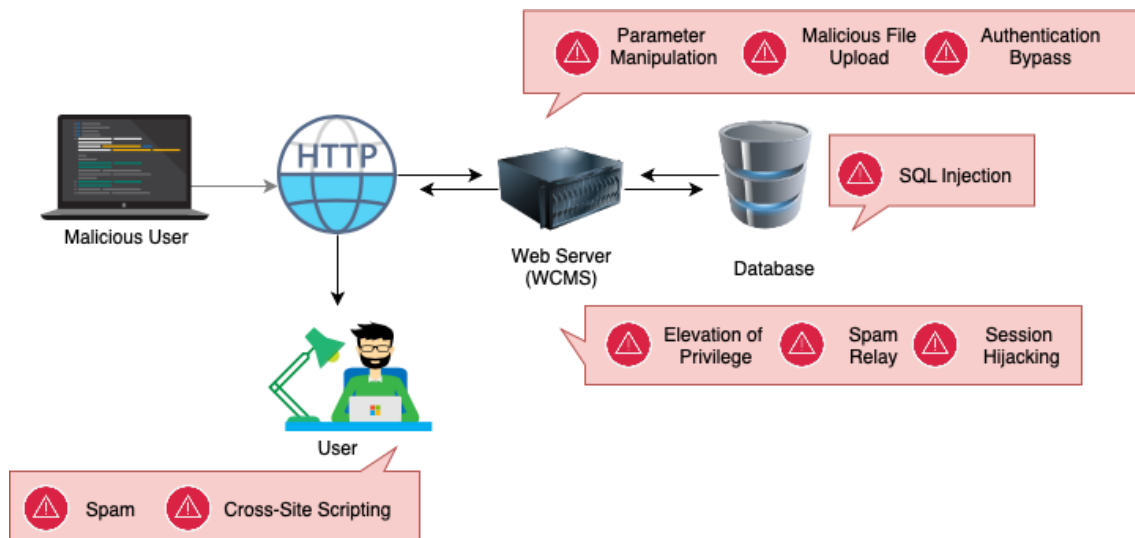 Parameter
Manipulation
Malicious File
Upload
Authentication
Bypass
HTTP
SQL Injection
Malicious User
Web Server
(WCMS)
Database
Elevation of
Privilege
Spam
Relay
Session
Hijacking
User
Spam
Cross-Site Scripting